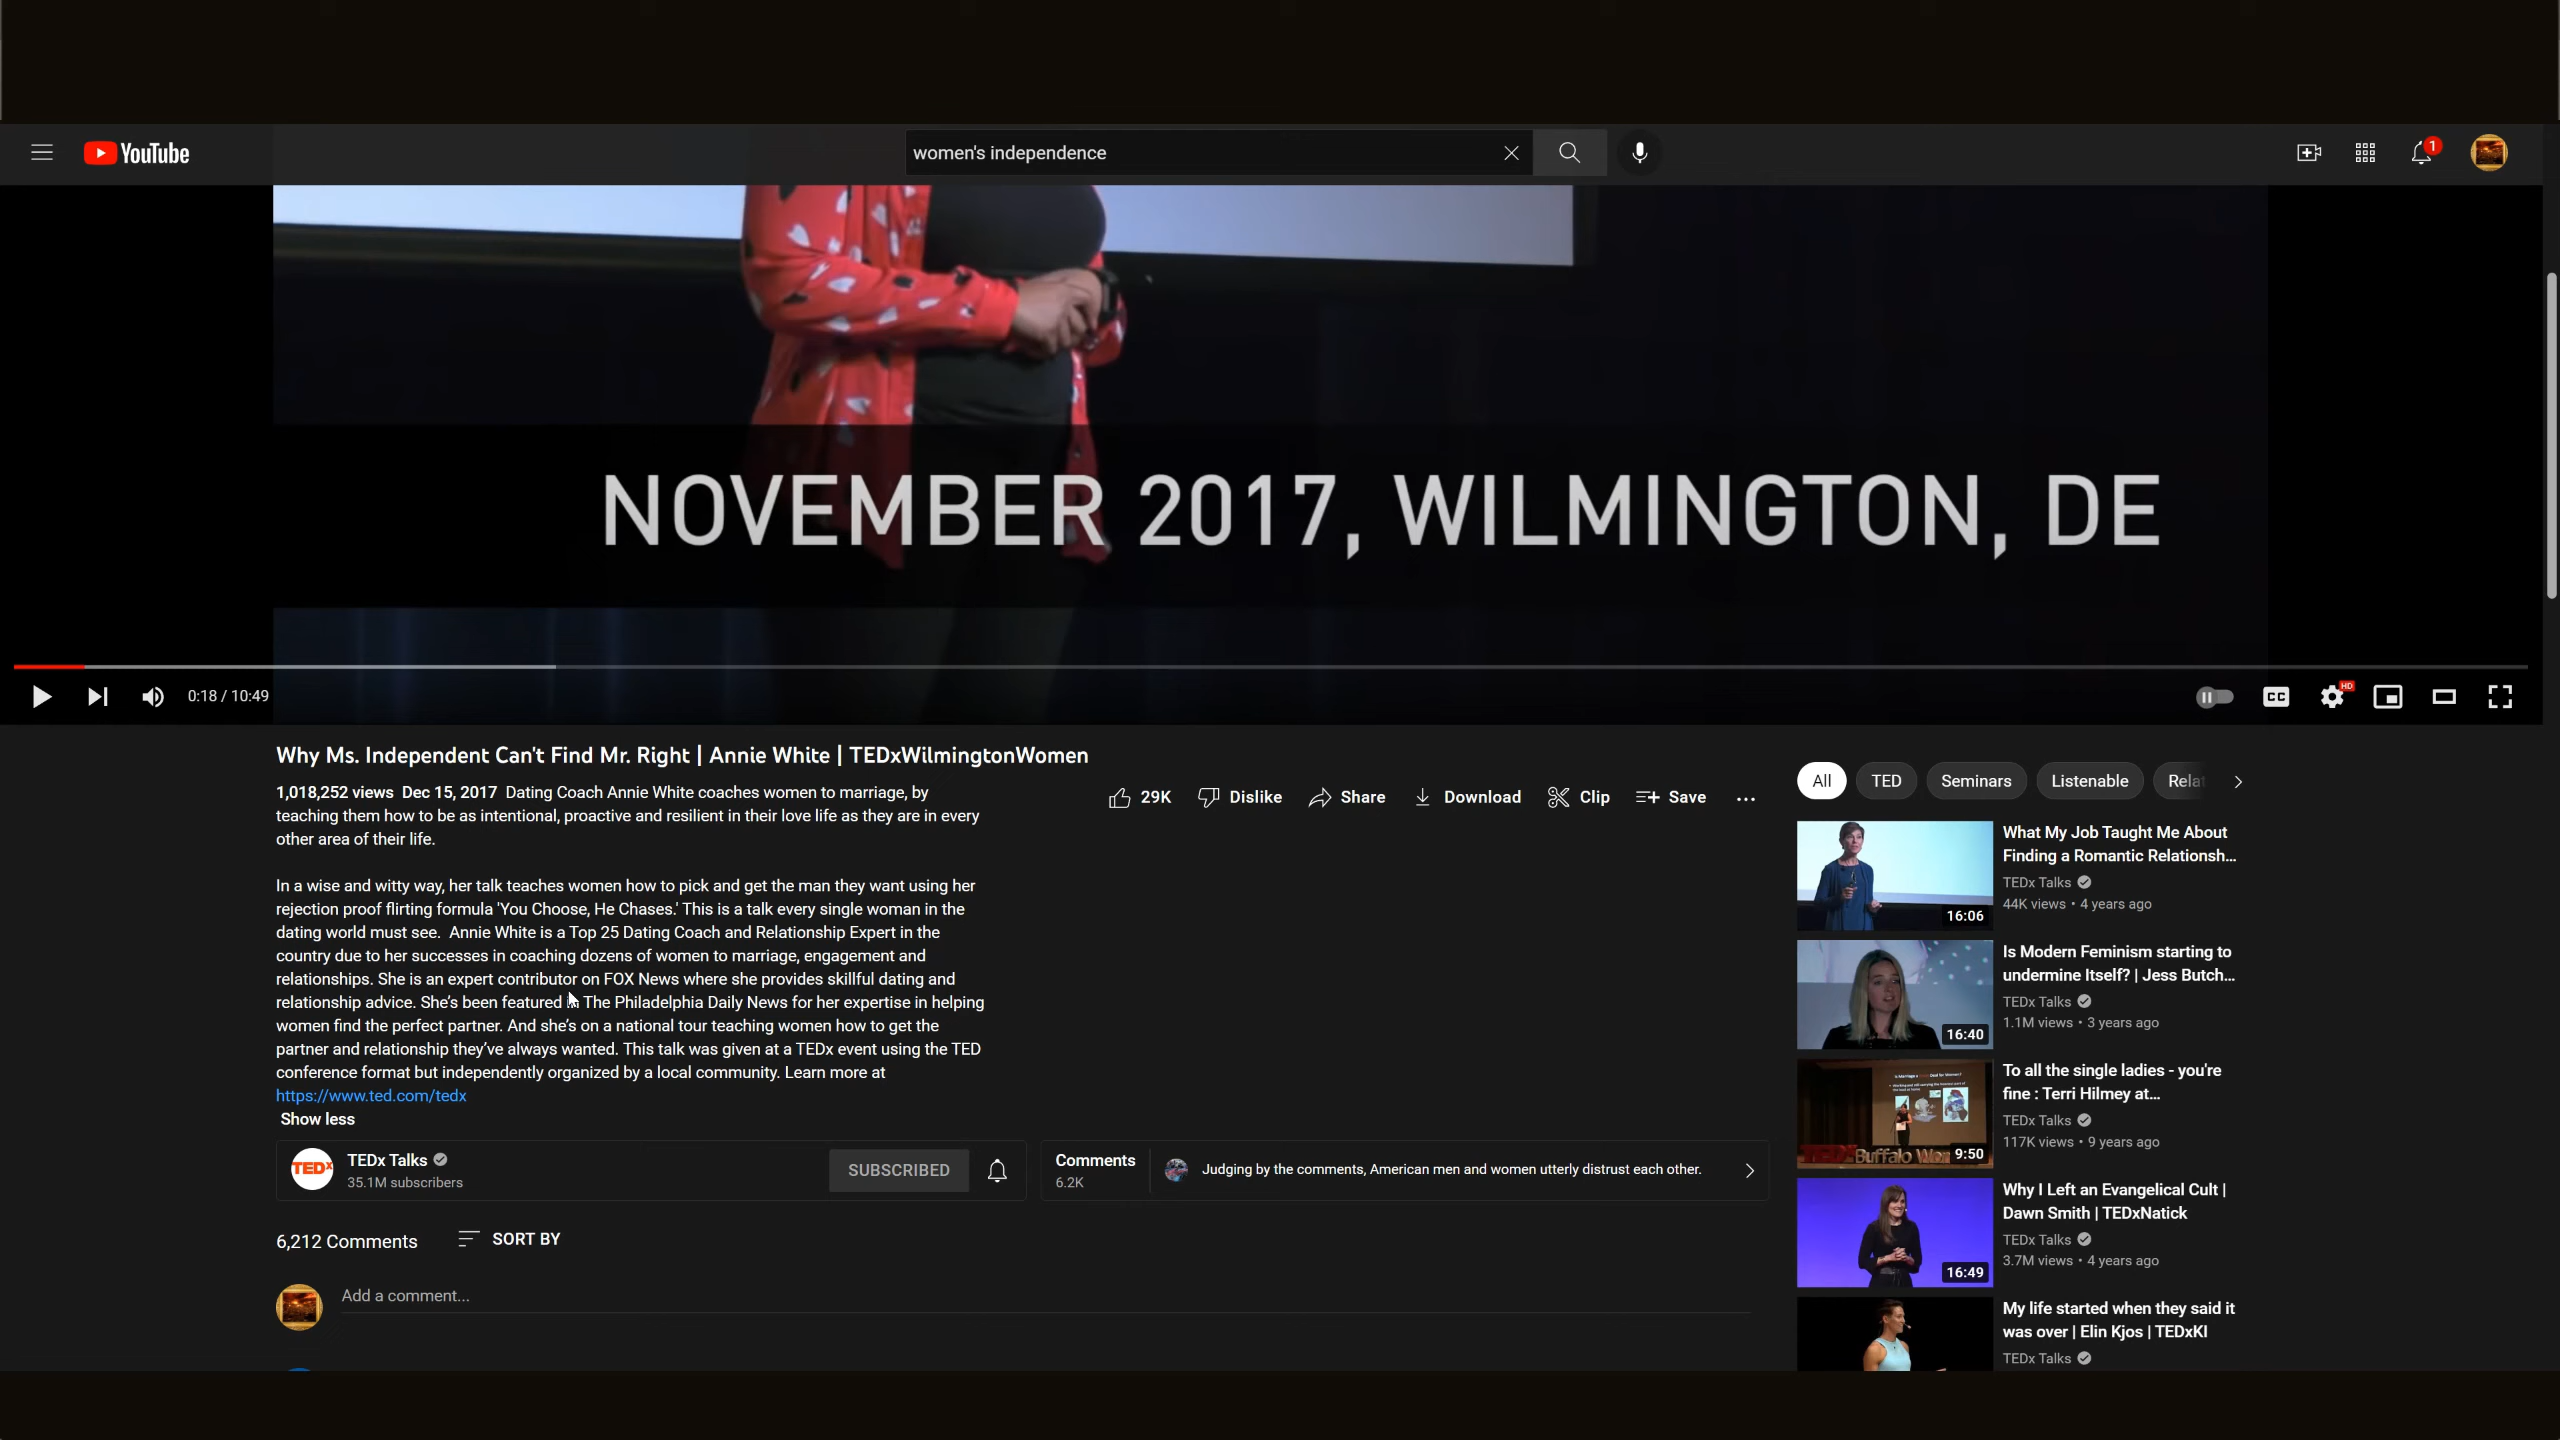 YouTube
women's independence
1
NOVEMBER 2017, WILMINGTON, DE
0:18 / 10:49
CC
HD
Why Ms. Independent Can't Find Mr. Right | Annie White | TEDxWilmingtonWomen
1,018,252 views Dec 15, 2017 Dating Coach Annie White coaches women to marriage, by
teaching them how to be as intentional, proactive and resilient in their love life as they are in every
other area of their life.
In a wise and witty way, her talk teaches women how to pick and get the man they want using her
rejection proof flirting formula 'You Choose, He Chases.' This is a talk every single woman in the
dating world must see. Annie White is a Top 25 Dating Coach and Relationship Expert in the
country due to her successes in coaching dozens of women to marriage, engagement and
relationships. She is an expert contributor on FOX News where she provides skillful dating and
relationship advice. She's been featured in The Philadelphia Daily News for her expertise in helping
women find the perfect partner. And she's on a national tour teaching women how to get the
partner and relationship they've always wanted. This talk was given at a TEDx event using the TED
conference format but independently organized by a local community. Learn more at
https://www.ted.com/tedx
Show less
29K Dislike Share Download Clip Save ...
TEDx
TEDx Talks
35.1M subscribers
SUBSCRIBED
Comments
6.2K
Judging by the comments, American men and women utterly distrust each other.
6,212 Comments SORT BY
Add a comment...
All TED Seminars Listenable Relat
16:06
What My Job Taught Me About
Finding a Romantic Relationsh...
TEDx Talks
44K views • 4 years ago
16:40
Is Modern Feminism starting to
undermine Itself? | Jess Butch...
TEDx Talks
1.1M views • 3 years ago
Buffalo
9:50
To all the single ladies - you're
fine : Terri Hilmey at...
TEDx Talks
117K views • 9 years ago
16:49
Why I Left an Evangelical Cult |
Dawn Smith | TEDxNatick
TEDx Talks
3.7M views • 4 years ago
My life started when they said it
was over | Elin Kjos | TEDxKI
TEDx Talks